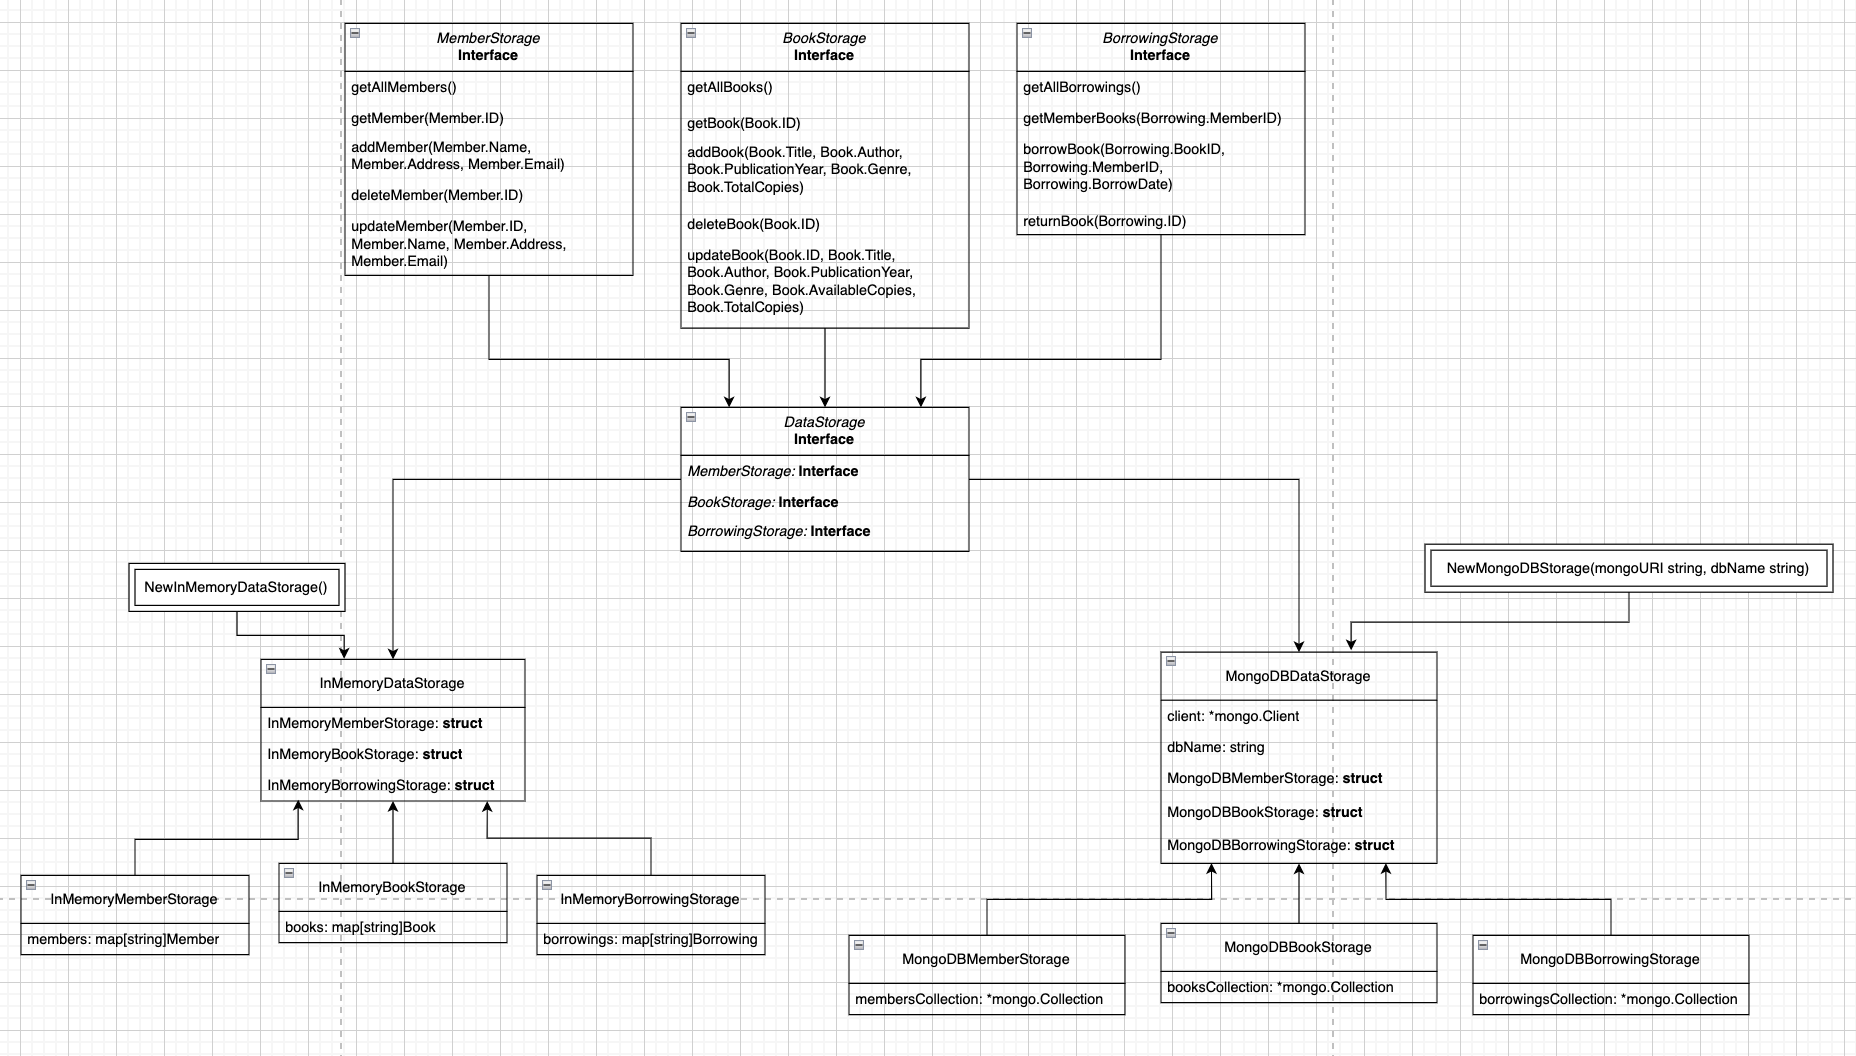 MemberStorage
Interface
getAllMembers()
getMember(Member.ID)
addMember(Member.Name,
Member.Address, Member.Email)
deleteMember(Member.ID)
updateMember(Member.ID,
Member.Name, Member.Address,
Member.Email)
BookStorage
Interface
getAllBooks()
getBook(Book.ID)
addBook(Book.Title, Book.Author,
Book.PublicationYear, Book.Genre,
Book.TotalCopies)
deleteBook(Book.ID)
updateBook(Book.ID, Book.Title,
Book.Author, Book.PublicationYear,
Book.Genre, Book.AvailableCopies,
Book.TotalCopies)
BorrowingStorage
Interface
getAllBorrowings()
getMemberBooks(Borrowing.MemberID)
borrowBook(Borrowing.BookID,
Borrowing.MemberID,
Borrowing.BorrowDate)
returnBook(Borrowing.ID)
DataStorage
Interface
MemberStorage: Interface
BookStorage: Interface
BorrowingStorage: Interface
NewInMemoryDataStorage()
NewMongoDBStorage(mongoURI string, dbName string)
InMemoryDataStorage
InMemoryMemberStorage: struct
InMemoryBookStorage: struct
InMemoryBorrowingStorage: struct
MongoDBDataStorage
client: *mongo.Client
dbName: string
MongoDBMemberStorage: struct
MongoDBBookStorage: struct
MongoDBBorrowingStorage: struct
InMemoryMemberStorage
members: map[string]Member
InMemoryBookStorage
books: map[string]Book
InMemoryBorrowingStorage
borrowings: map[string]Borrowing
MongoDBMemberStorage
membersCollection: *mongo.Collection
MongoDBBookStorage
booksCollection: *mongo.Collection
MongoDBBorrowingStorage
borrowingsCollection: *mongo.Collection